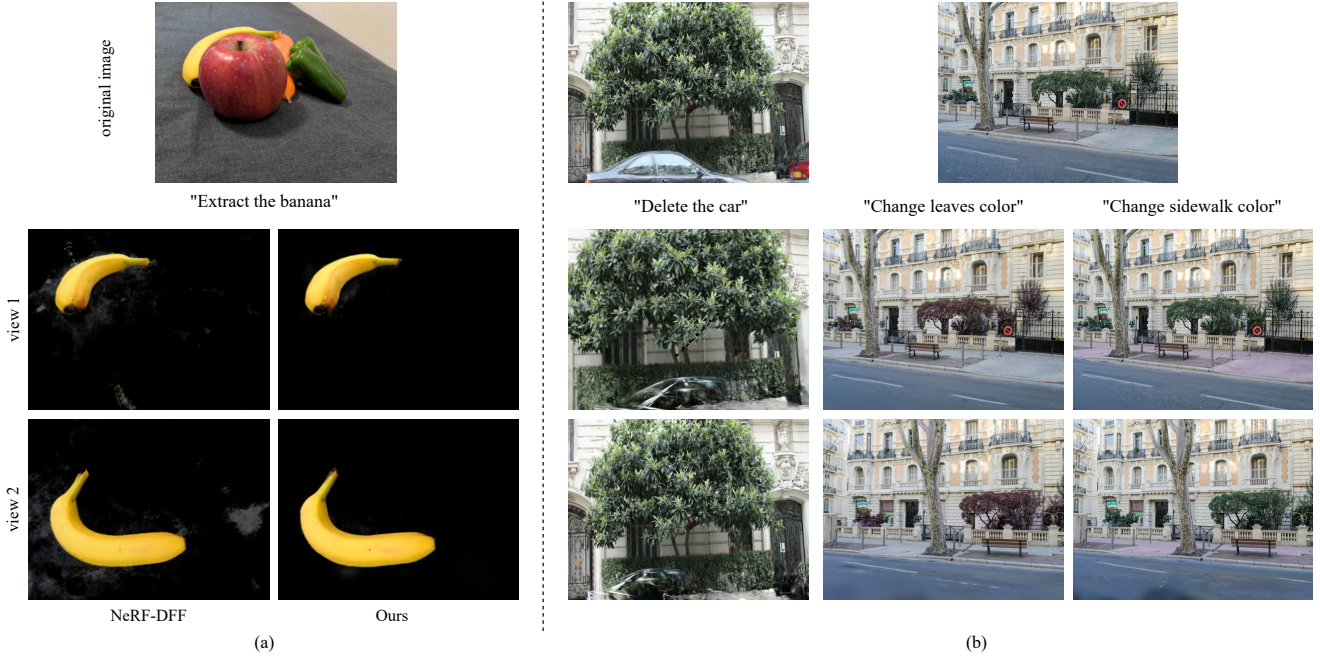 original image
"Extract the banana"
"Delete the car"
"Change leaves color"
"Change sidewalk color"
view 1
view 2
NeRF-DFF
Ours
(a)
(b)